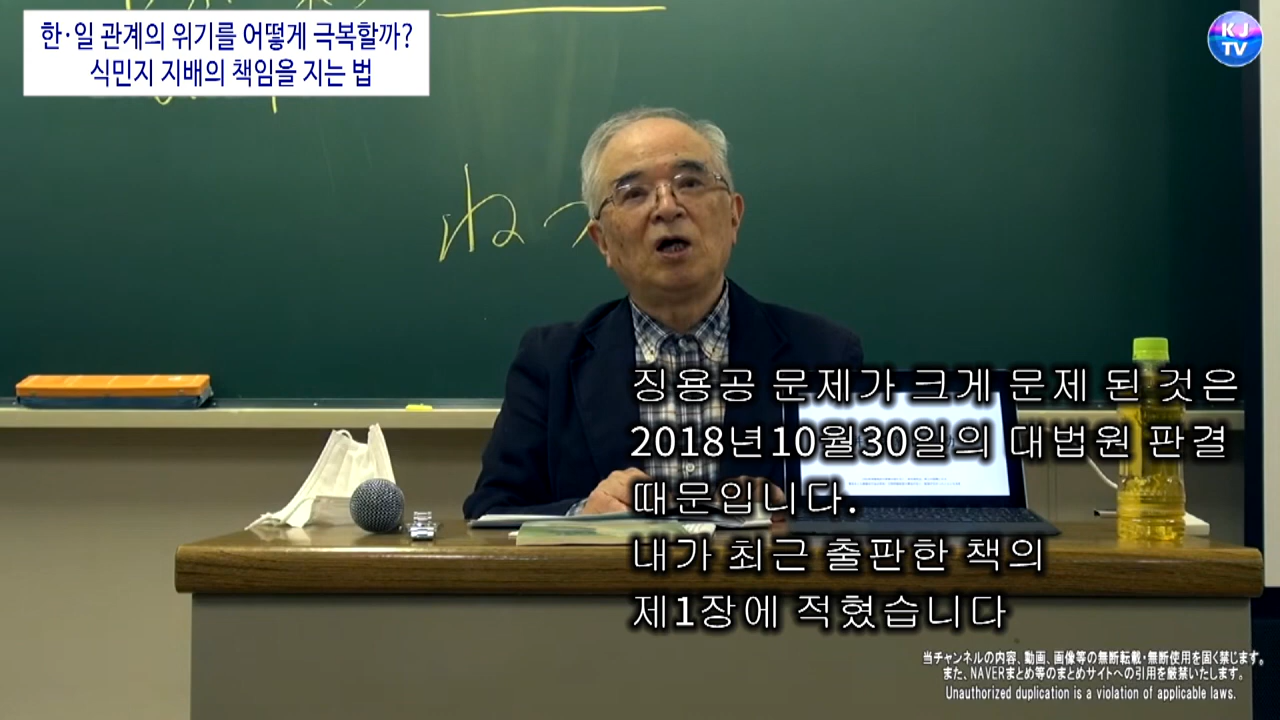 한·일 관계의 위기를 어떻게 극복할까?
식민지 지배의 책임을 지는 법
KJ
TV
ね
징용공 문제가 크게 문제 된 것은
2018년10월30일의 대법원 판결
때문입니다.
내가 최근 출판한 책의
제1장에 적혔습니다
当チャンネルの内容、動画、画像等の無断転載・無断使用を固く禁じます。
また、NAVERまとめ等のまとめサイトへの引用を厳禁いたします。
Unauthorized duplication is a violation of applicable laws.